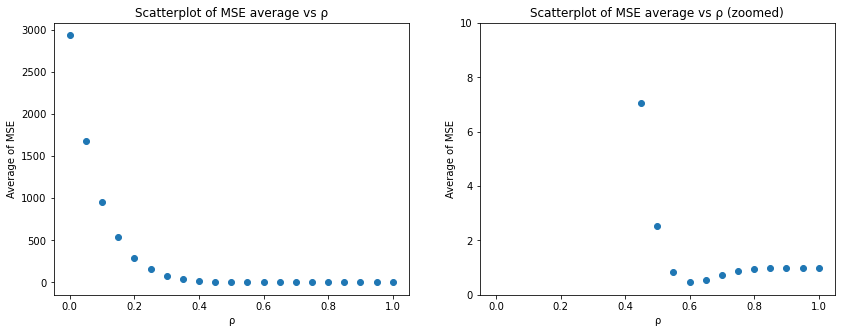 Scatterplot of MSE average vs ρ
Average of MSE
3000
2500
2000
1500
1000
500
0
0.0 0.2 0.4 0.6 0.8 1.0
ρ
Scatterplot of MSE average vs ρ (zoomed)
Average of MSE
10
8
6
4
2
0
0.0 0.2 0.4 0.6 0.8 1.0
ρ